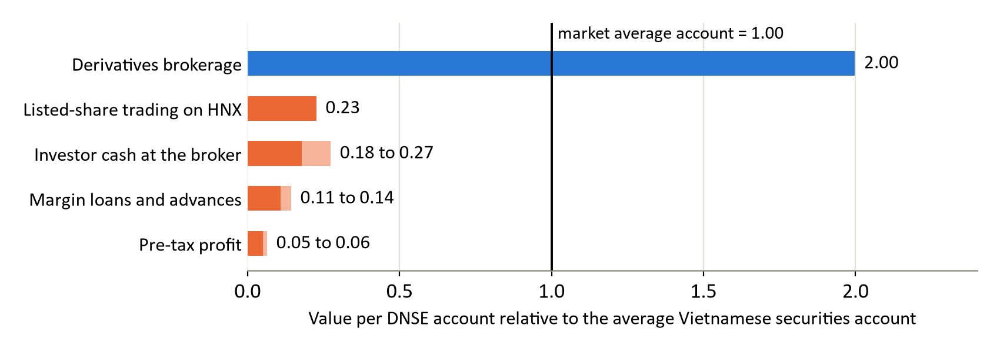 market average account = 1.00
Derivatives brokerage 2.00
Listed-share trading on HNX 0.23
Investor cash at the broker 0.18 to 0.27
Margin loans and advances 0.11 to 0.14
Pre-tax profit 0.05 to 0.06
0.0 0.5 1.0 1.5 2.0
Value per DNSE account relative to the average Vietnamese securities account